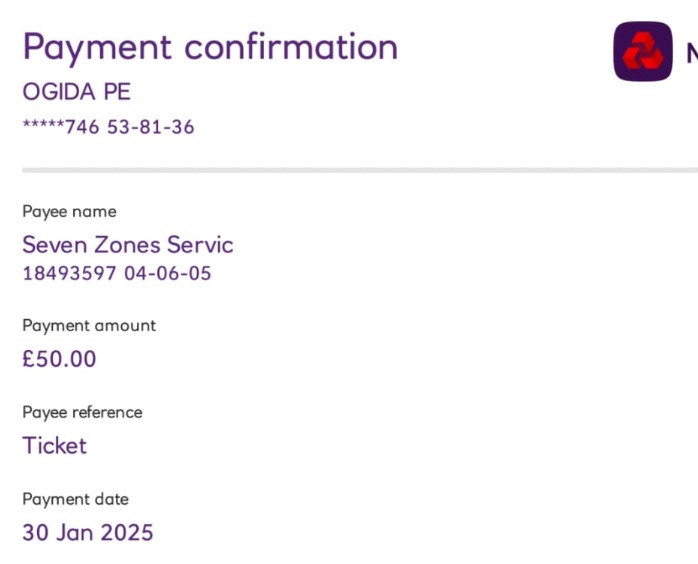 Payment confirmation
OGIDA PE
*****746 53-81-36
N
Payee name
Seven Zones Servic
18493597 04-06-05
Payment amount
£50.00
Payee reference
Ticket
Payment date
30 Jan 2025